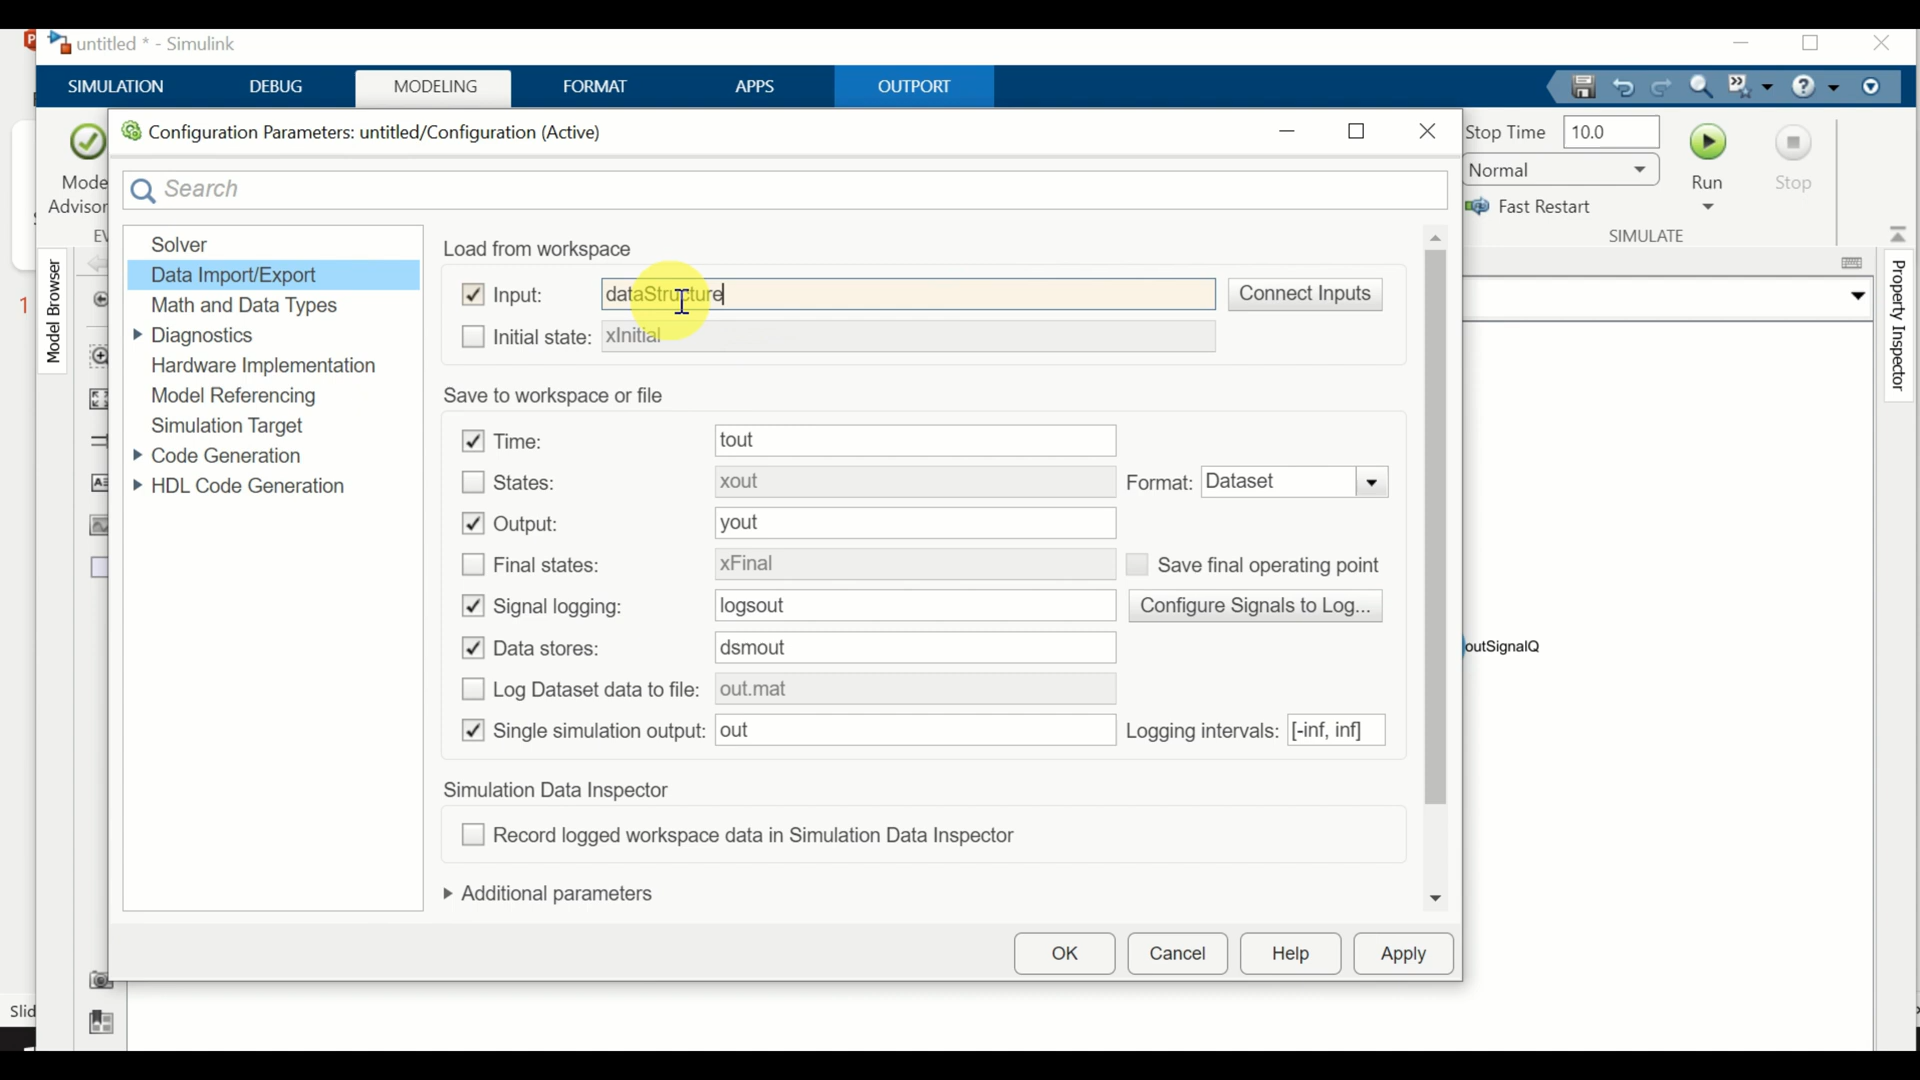 untitled * - Simulink
SIMULATION DEBUG MODELING FORMAT APPS OUTPORT
Configuration Parameters: untitled/Configuration (Active)
Stop Time 10.0
Normal
Fast Restart
Run
Stop
SIMULATE
Advisor
Search
Solver
Data Import/Export
Math and Data Types
Diagnostics
Hardware Implementation
Model Referencing
Simulation Target
Code Generation
HDL Code Generation
Load from workspace
Input: dataStructure Connect Inputs
Initial state: xInitial
Save to workspace or file
Time: tout
States: xout Format: Dataset
Output: yout
Final states: xFinal Save final operating point
Signal logging: logsout Configure Signals to Log...
Data stores: dsmout
Log Dataset data to file: out.mat
Single simulation output: out Logging intervals: [-inf, inf]
Simulation Data Inspector
Record logged workspace data in Simulation Data Inspector
Additional parameters
OK Cancel Help Apply
Model Browser
Property Inspector
outSignalQ
1